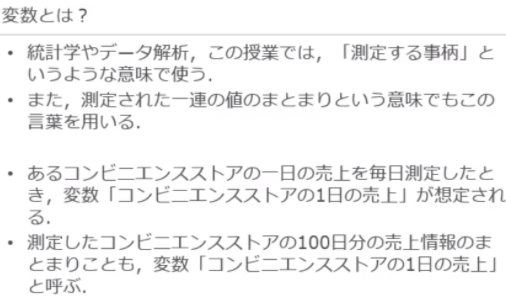 変数とは？
• 統計学やデータ解析，この授業では，「測定する事柄」と
いうような意味で使う．
• また，測定された一連の値のまとまりという意味でもこの
言葉を用いる．
• あるコンビニエンスストアの一日の売上を毎日測定したと
き，変数「コンビニエンスストアの1日の売上」が想定され
る．
• 測定したコンビニエンスストアの100日分の売上情報のま
とまりことも，変数「コンビニエンスストアの1日の売上」
と呼ぶ．